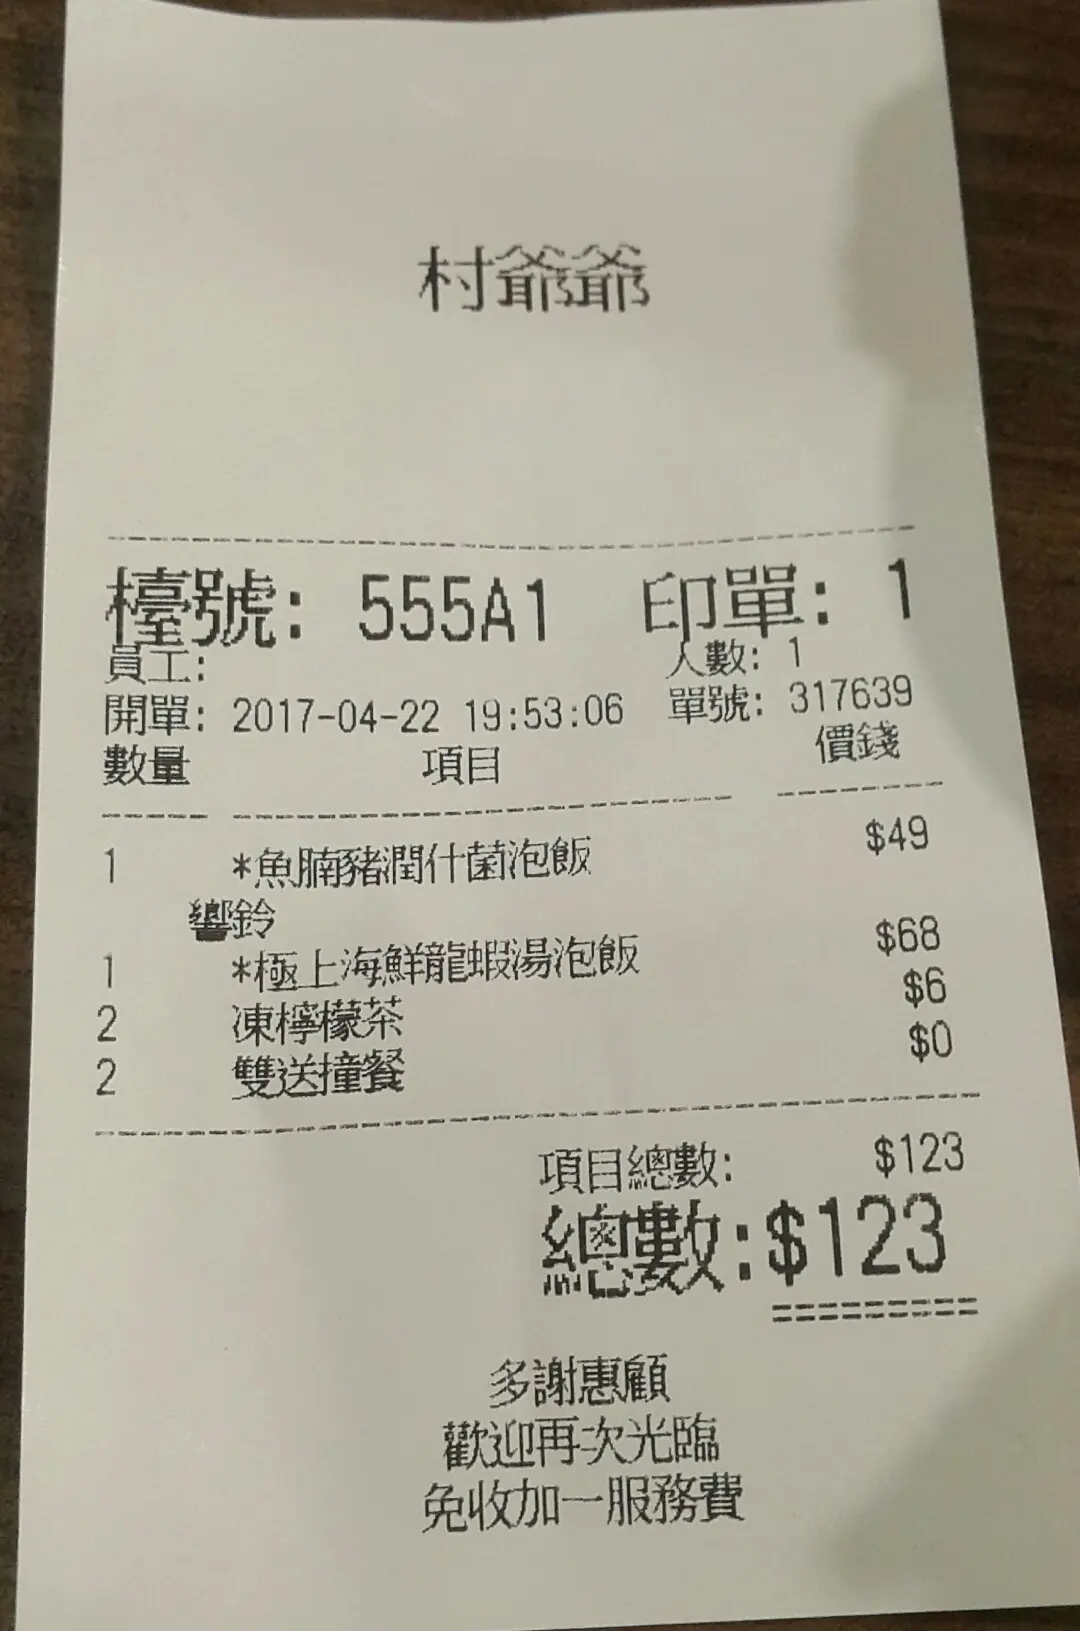 村爺爺
檯號: 555A1 印單: 1
員工: 人數: 1
開單: 2017-04-22 19:53:06 單號: 317639
數量 項目 價錢
1 *魚腩豬潤什菌泡飯 $49
響鈴
1 *極上海鮮龍蝦湯泡飯 $68
2 凍檸檬茶 $6
2 雙送撞餐 $0
項目總數: $123
總數:$123
多謝惠顧
歡迎再次光臨
免收加一服務費